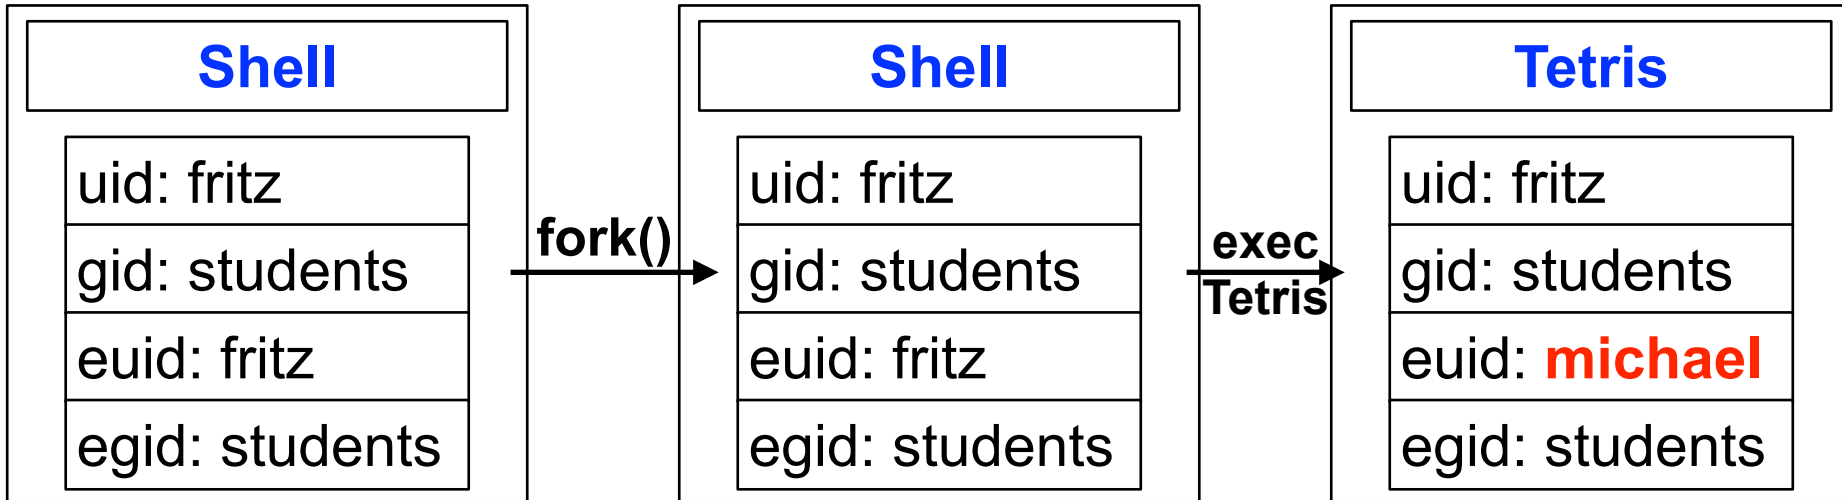 Shell
uid: fritz
gid: students
euid: fritz
egid: students
fork()
Shell
uid: fritz
gid: students
euid: fritz
egid: students
exec
Tetris
Tetris
uid: fritz
gid: students
euid: michael
egid: students